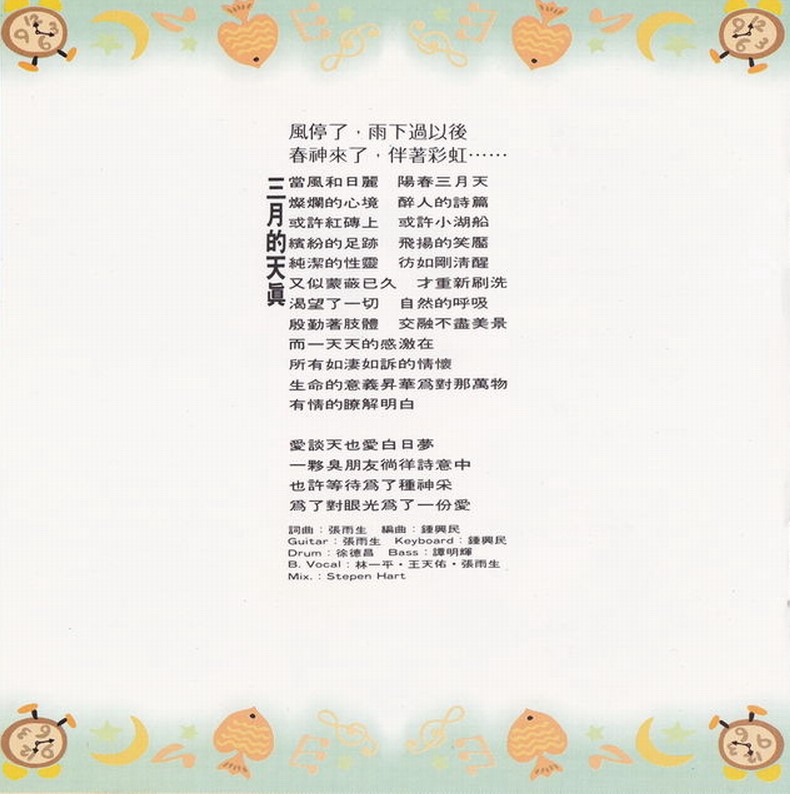 風停了，雨下過以後
春神來了，伴著彩虹……
三月的天眞
當風和日麗　陽春三月天
燦爛的心境　醉人的詩篇
或許紅磚上　或許小湖船
繽紛的足跡　飛揚的笑靨
純潔的性靈　彷如剛淸醒
又似蒙蔽已久　才重新刷洗
渴望了一切　自然的呼吸
殷勤著肢體　交融不盡美景
而一天天的感激在
所有如淒如訴的情懷
生命的意義昇華爲對那萬物
有情的瞭解明白
愛談天也愛白日夢
一夥臭朋友徜徉詩意中
也許等待爲了種神采
爲了對眼光爲了一份愛
詞曲：張雨生　編曲：鍾興民
Guitar：張雨生　Keyboard：鍾興民
Drum：徐德昌　Bass：譚明輝
B. Vocal：林一平・王天佑・張雨生
Mix.：Stepen Hart